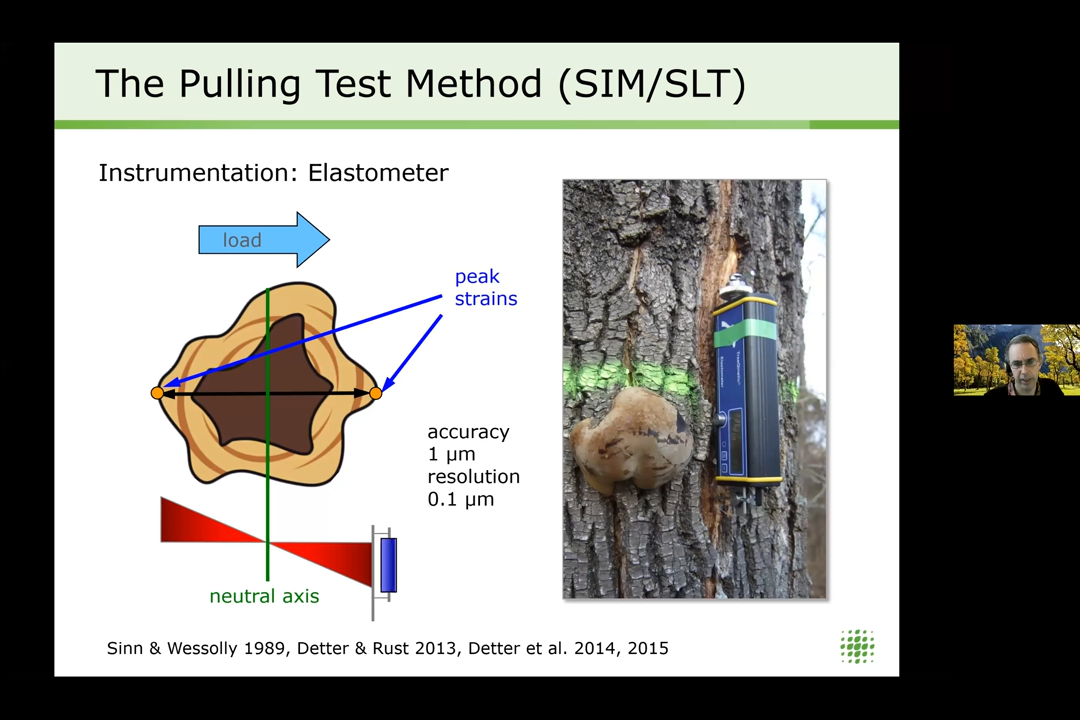 The Pulling Test Method (SIM/SLT)
Instrumentation: Elastometer
load
peak
strains
accuracy
1 µm
resolution
0.1 µm
neutral axis
Elastometer
Sinn & Wessolly 1989, Detter & Rust 2013, Detter et al. 2014, 2015